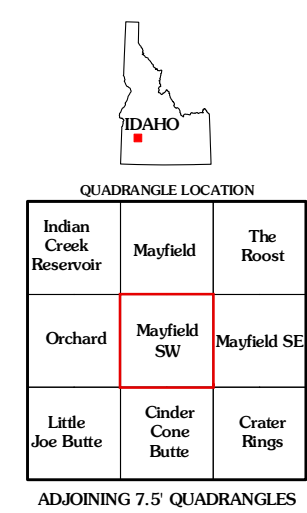 IDAHO
QUADRANGLE LOCATION
Indian
Creek
Reservoir
Mayfield
The
Roost
Orchard
Mayfield
SW
Mayfield SE
Little
Joe Butte
Cinder
Cone
Butte
Crater
Rings
ADJOINING 7.5' QUADRANGLES